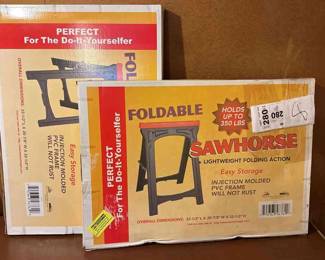 PERFECT
For The Do-It-Yourselfer
FOLDABLE
Easy Storage
INJECTION MOLDED
PVC FRAME
WILL NOT RUST
PERFECT
For The Do-It-Yourselfer
FOLDABLE
HOLDS
UP TO
350 LBS
280
SAWHORSE
LIGHTWEIGHT FOLDING ACTION
Easy Storage
INJECTION MOLDED
PVC FRAME
WILL NOT RUST